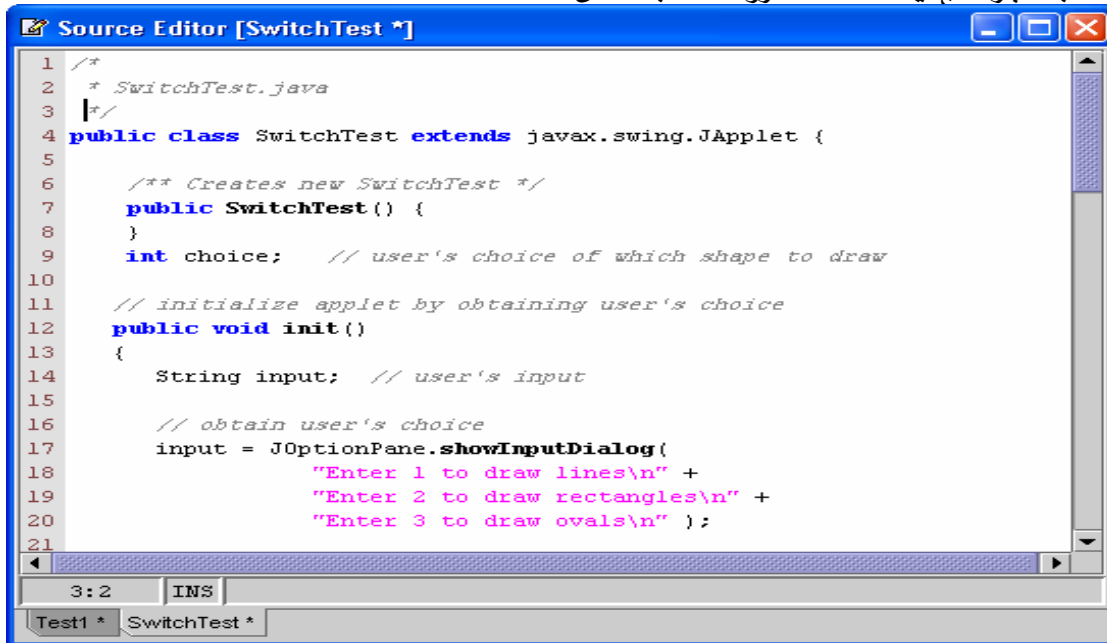 Source Editor [SwitchTest *]
1 /*
2 * SwitchTest.java
3 */
4 public class SwitchTest extends javax.swing.JApplet {
5
6 /** Creates new SwitchTest */
7 public SwitchTest() {
8 }
9 int choice; // user's choice of which shape to draw
10
11 // initialize applet by obtaining user's choice
12 public void init()
13 {
14 String input; // user's input
15
16 // obtain user's choice
17 input = JOptionPane.showInputDialog(
18 "Enter 1 to draw lines\n" +
19 "Enter 2 to draw rectangles\n" +
20 "Enter 3 to draw ovals\n" );
21
3:2 INS
Test1 * SwitchTest *